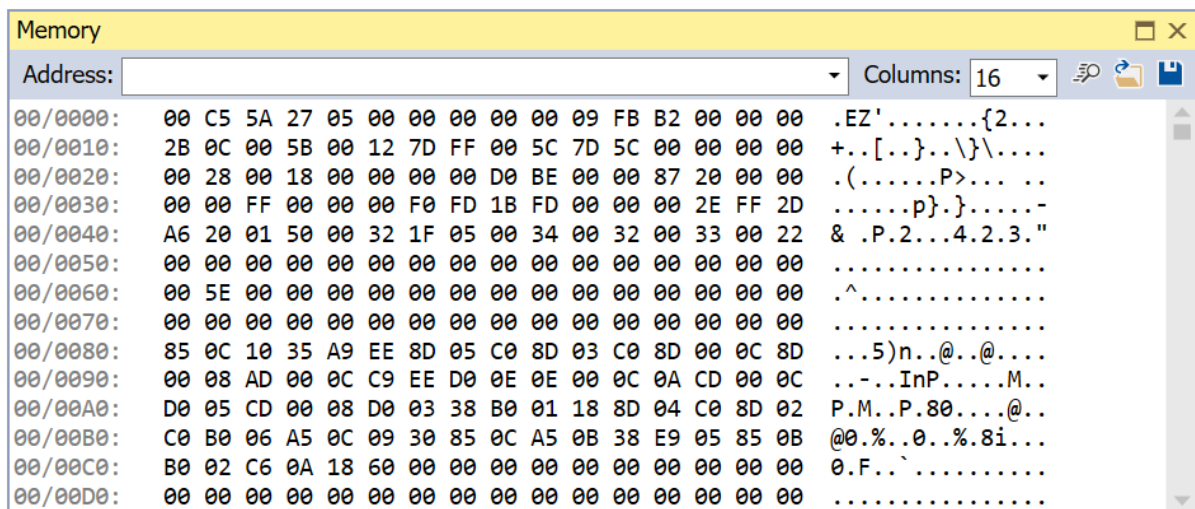 Memory
Address: Columns: 16
00/0000: 00 C5 5A 27 05 00 00 00 00 00 09 FB B2 00 00 00 .EZ'.......{2...
00/0010: 2B 0C 00 5B 00 12 7D FF 00 5C 7D 5C 00 00 00 00 +..[..}..\}\....
00/0020: 00 28 00 18 00 00 00 00 D0 BE 00 00 87 20 00 00 .(......P>... ..
00/0030: 00 00 FF 00 00 00 F0 FD 1B FD 00 00 00 2E FF 2D ......p}.}.....-
00/0040: A6 20 01 50 00 32 1F 05 00 34 00 32 00 33 00 22 & .P.2...4.2.3."
00/0050: 00 00 00 00 00 00 00 00 00 00 00 00 00 00 00 00 ................
00/0060: 00 5E 00 00 00 00 00 00 00 00 00 00 00 00 00 00 .^..............
00/0070: 00 00 00 00 00 00 00 00 00 00 00 00 00 00 00 00 ................
00/0080: 85 0C 10 35 A9 EE 8D 05 C0 8D 03 C0 8D 00 0C 8D ...5)n..@..@....
00/0090: 00 08 AD 00 0C C9 EE D0 0E 0E 00 0C 0A CD 00 0C ..-..InP.....M..
00/00A0: D0 05 CD 00 08 D0 03 38 B0 01 18 8D 04 C0 8D 02 P.M..P.80....@..
00/00B0: C0 B0 06 A5 0C 09 30 85 0C A5 0B 38 E9 05 85 0B @0.%..0..%.8i...
00/00C0: B0 02 C6 0A 18 60 00 00 00 00 00 00 00 00 00 00 0.F..`..........
00/00D0: 00 00 00 00 00 00 00 00 00 00 00 00 00 00 00 00 ................